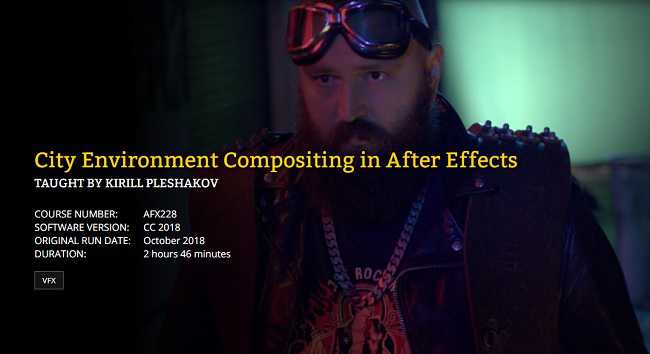 City Environment Compositing in After Effects
TAUGHT BY KIRILL PLESHAKOV
COURSE NUMBER: AFX228
SOFTWARE VERSION: CC 2018
ORIGINAL RUN DATE: October 2018
DURATION: 2 hours 46 minutes
VFX
ROC